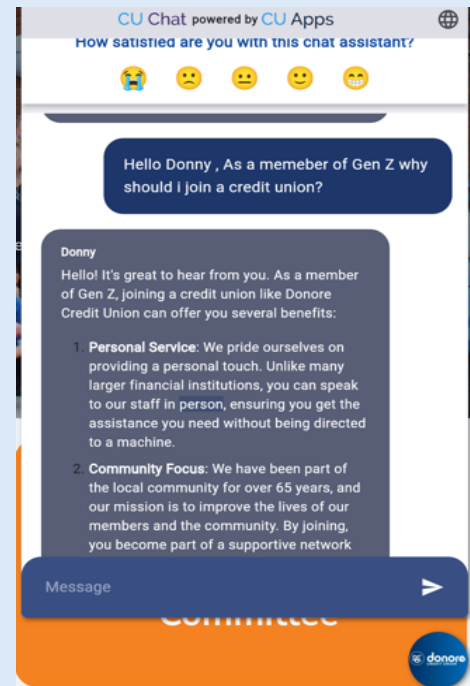 CU Chat powered by CU Apps
How satisfied are you with this chat assistant?
Hello Donny , As a memeber of Gen Z why
should i join a credit union?
Donny
Hello! It's great to hear from you. As a member
of Gen Z, joining a credit union like Donore
Credit Union can offer you several benefits:
1. Personal Service: We pride ourselves on
providing a personal touch. Unlike many
larger financial institutions, you can speak
to our staff in person, ensuring you get the
assistance you need without being directed
to a machine.
2. Community Focus: We have been part of
the local community for over 65 years, and
our mission is to improve the lives of our
members and the community. By joining,
you become part of a supportive network
Message
Committee
donore